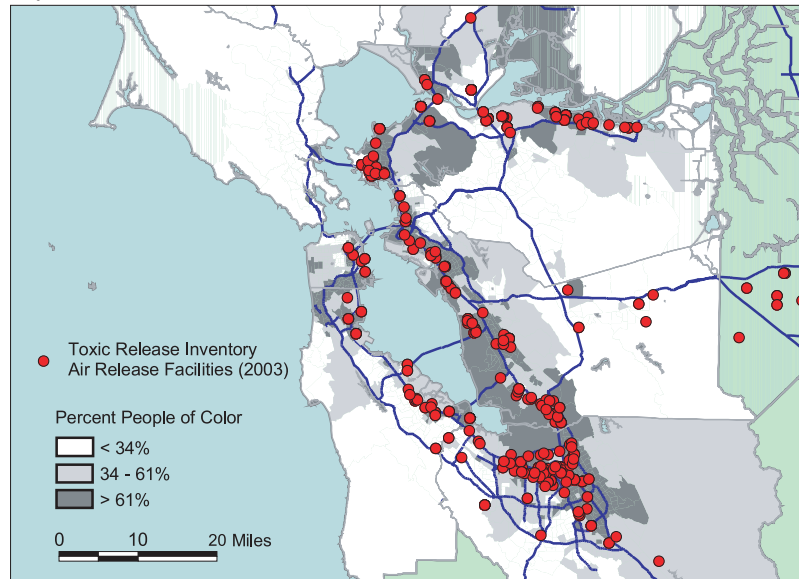 Toxic Release Inventory
Air Release Facilities (2003)
Percent People of Color
< 34%
34 - 61%
> 61%
0 10 20 Miles